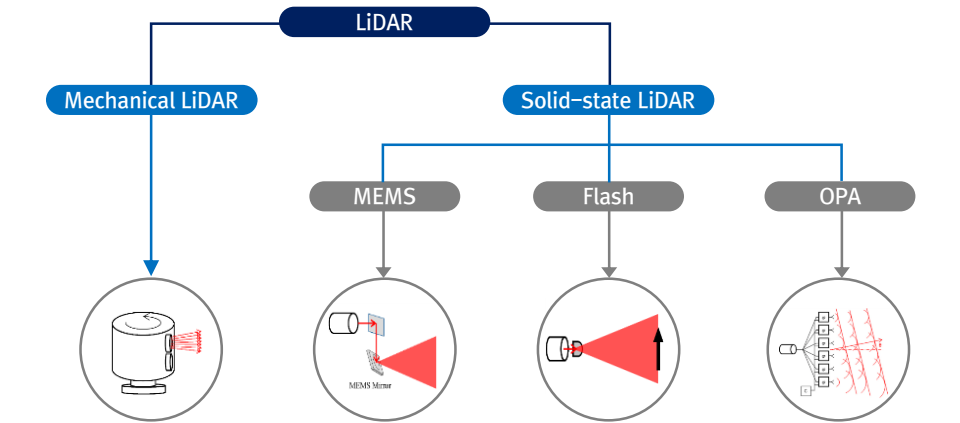 LiDAR
Mechanical LiDAR
Solid-state LiDAR
MEMS
Flash
OPA
MEMS Mirror